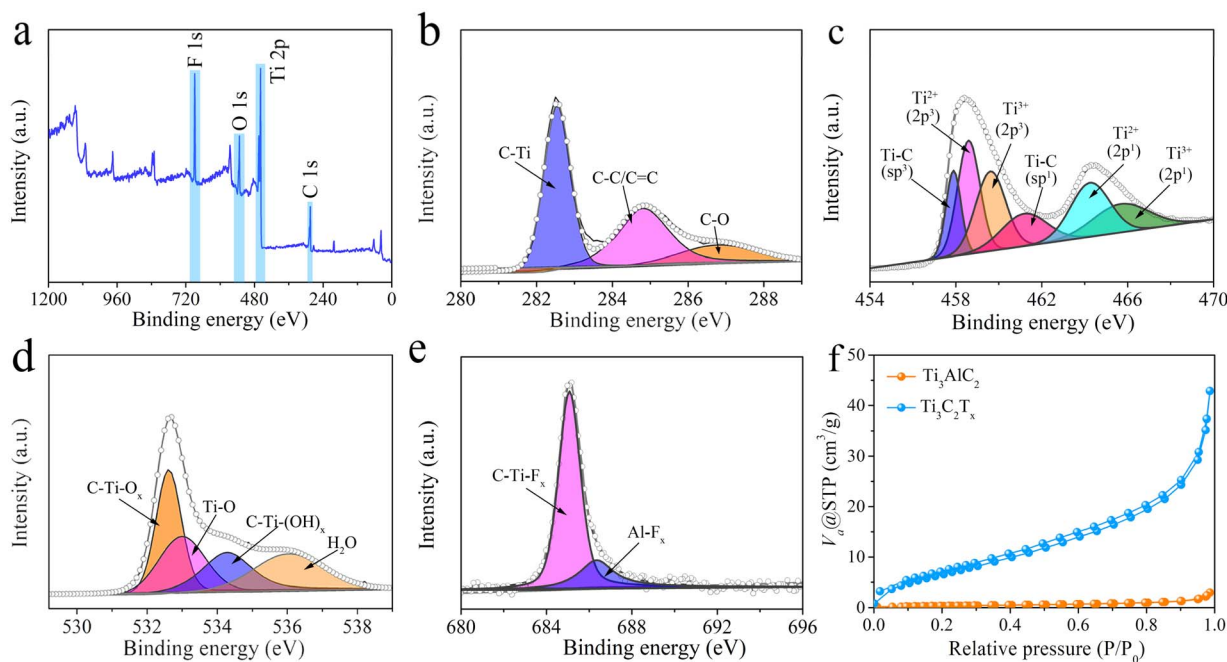 a
Intensity (a.u.)
F 1s
O 1s
Ti 2p
C 1s
1200 960 720 480 240 0
Binding energy (eV)
b
Intensity (a.u.)
C-Ti
C-C/C=C
C-O
280 282 284 286 288
Binding energy (eV)
c
Intensity (a.u.)
Ti-C
(sp³)
Ti²⁺
(2p³)
Ti³⁺
(2p³)
Ti-C
(sp¹)
Ti²⁺
(2p¹)
Ti³⁺
(2p¹)
454 458 462 466 470
Binding energy (eV)
d
Intensity (a.u.)
C-Ti-Oₓ
Ti-O
C-Ti-(OH)ₓ
H₂O
530 532 534 536 538
Binding energy (eV)
e
Intensity (a.u.)
C-Ti-Fₓ
Al-Fₓ
680 684 688 692 696
Binding energy (eV)
f
Vₐ@STP (cm³/g)
Ti₃AlC₂
Ti₃C₂Tₓ
50
40
30
20
10
0
0.0 0.2 0.4 0.6 0.8 1.0
Relative pressure (P/P₀)